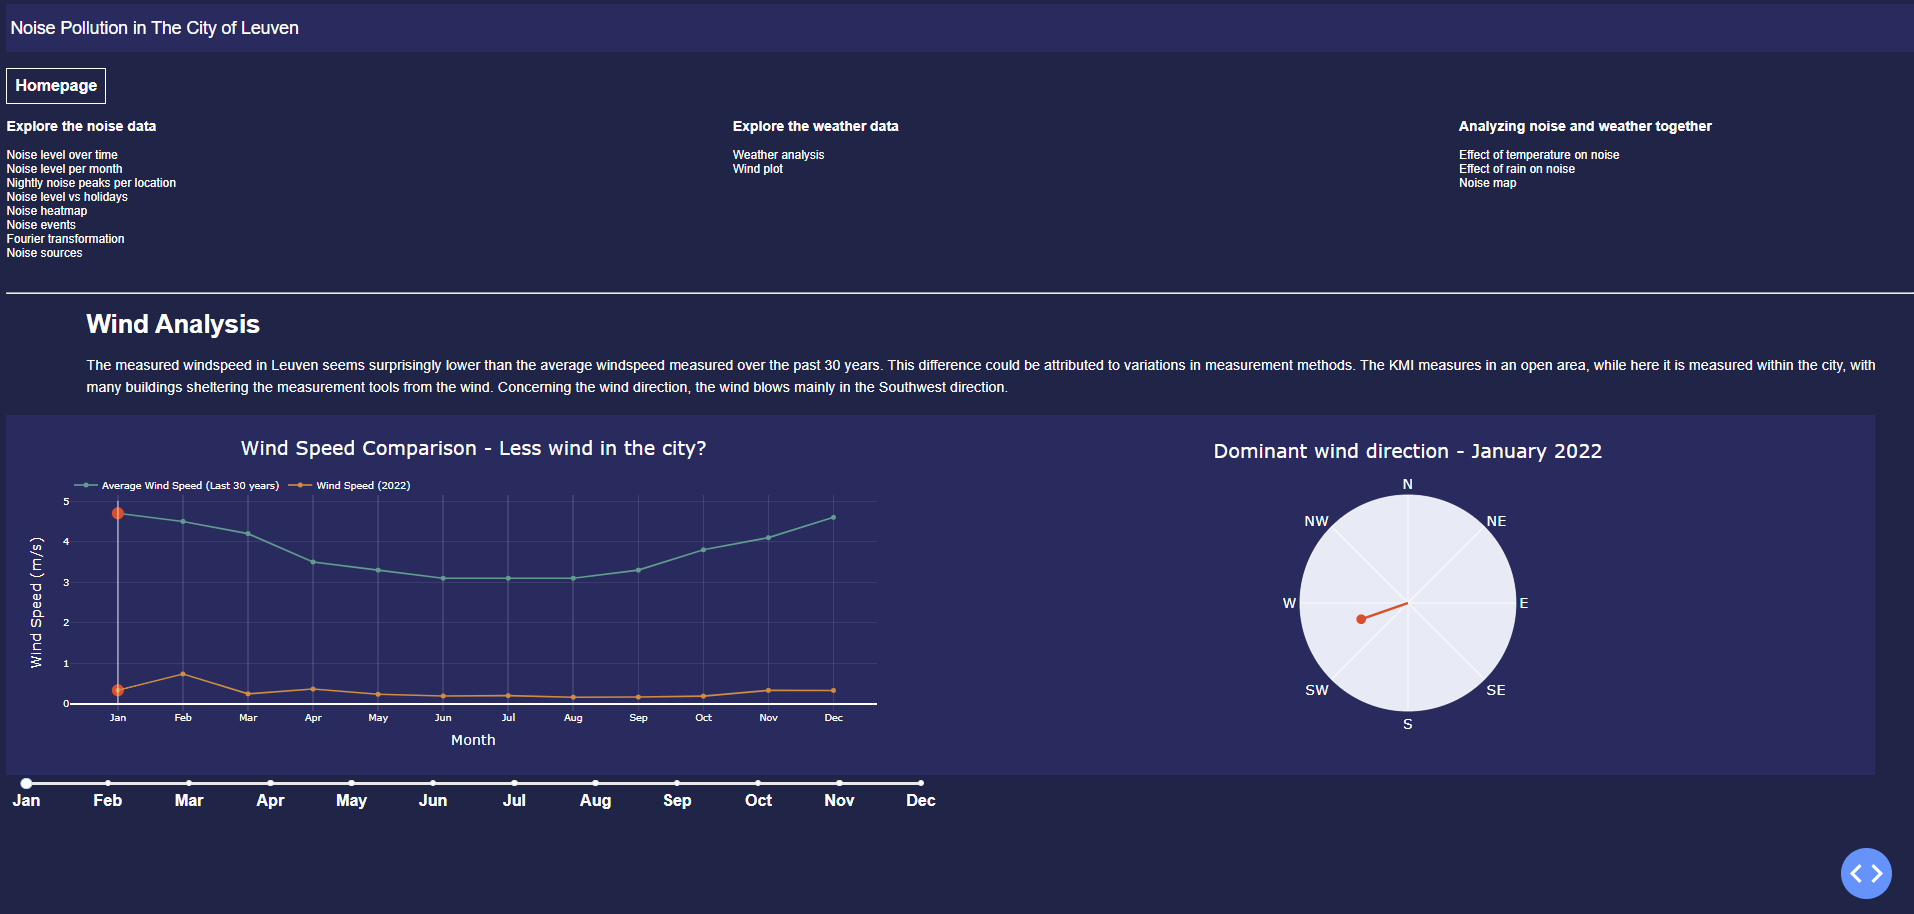 Noise Pollution in The City of Leuven
Homepage
Explore the noise data
Noise level over time
Noise level per month
Nightly noise peaks per location
Noise level vs holidays
Noise heatmap
Noise events
Fourier transformation
Noise sources
Explore the weather data
Weather analysis
Wind plot
Analyzing noise and weather together
Effect of temperature on noise
Effect of rain on noise
Noise map
Wind Analysis
The measured windspeed in Leuven seems surprisingly lower than the average windspeed measured over the past 30 years. This difference could be attributed to variations in measurement methods. The KMI measures in an open area, while here it is measured within the city, with
many buildings sheltering the measurement tools from the wind. Concerning the wind direction, the wind blows mainly in the Southwest direction.
Wind Speed Comparison - Less wind in the city?
Average Wind Speed (Last 30 years) Wind Speed (2022)
Wind Speed (m/s)
5
4
3
2
1
0
Jan Feb Mar Apr May Jun Jul Aug Sep Oct Nov Dec
Month
Dominant wind direction - January 2022
N
NW NE
W E
SW SE
S
Jan Feb Mar Apr May Jun Jul Aug Sep Oct Nov Dec